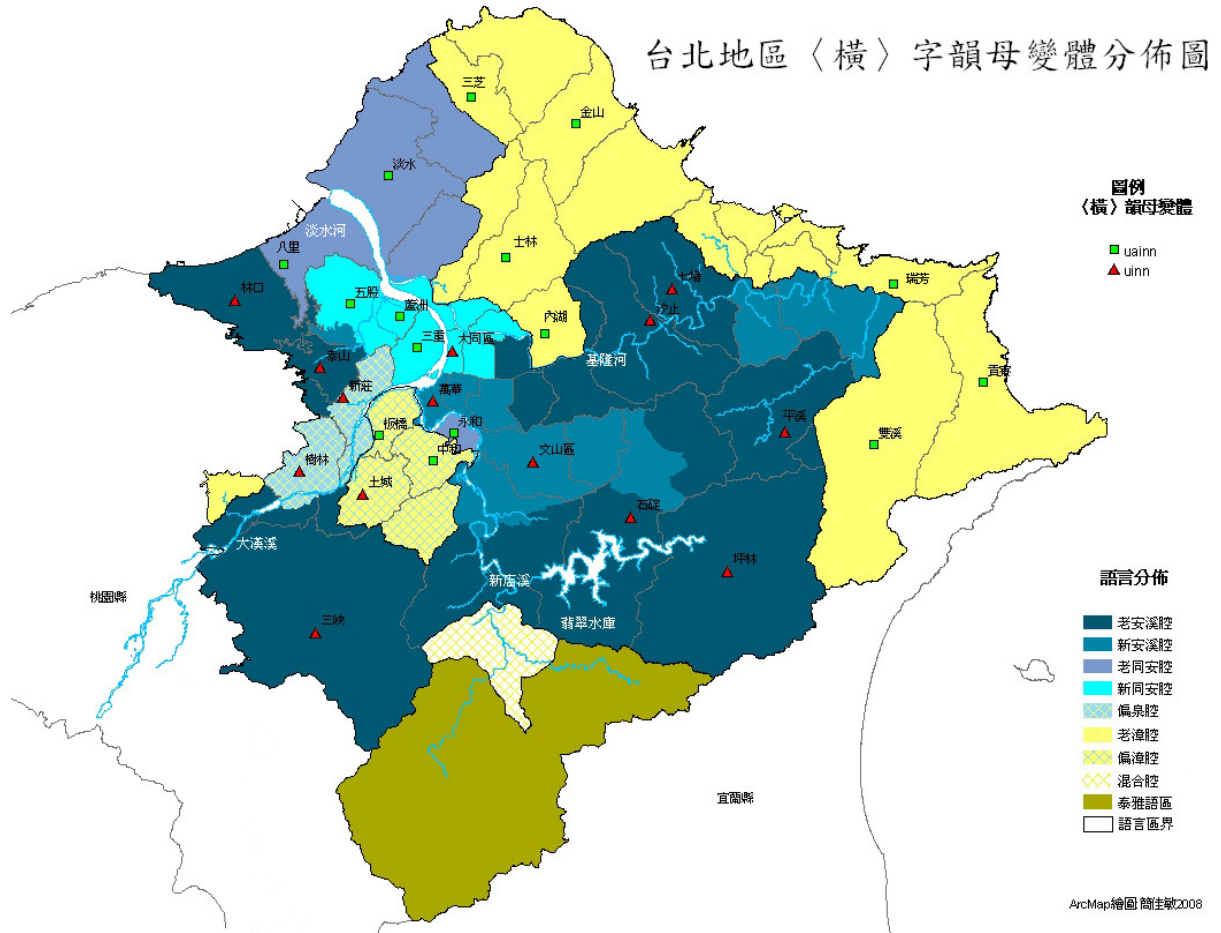 台北地區〈橫〉字韻母變體分佈圖
三芝
金山
淡水
圖例
〈橫〉韻母變體
uainn
uinn
淡水河
士林
八里
七堵
瑞芳
林口
五股
蘆洲
汐止
內湖
三重
大同區
基隆河
泰山
貢寮
新莊
萬華
板橋
永和
平溪
雙溪
中和
文山區
樹林
土城
石碇
大漢溪
新店溪
坪林
桃園縣
翡翠水庫
三峽
語言分佈
老安溪腔
新安溪腔
老同安腔
新同安腔
偏泉腔
老漳腔
偏漳腔
混合腔
泰雅語區
語言區界
宜蘭縣
ArcMap繪圖 簡佳敏2008